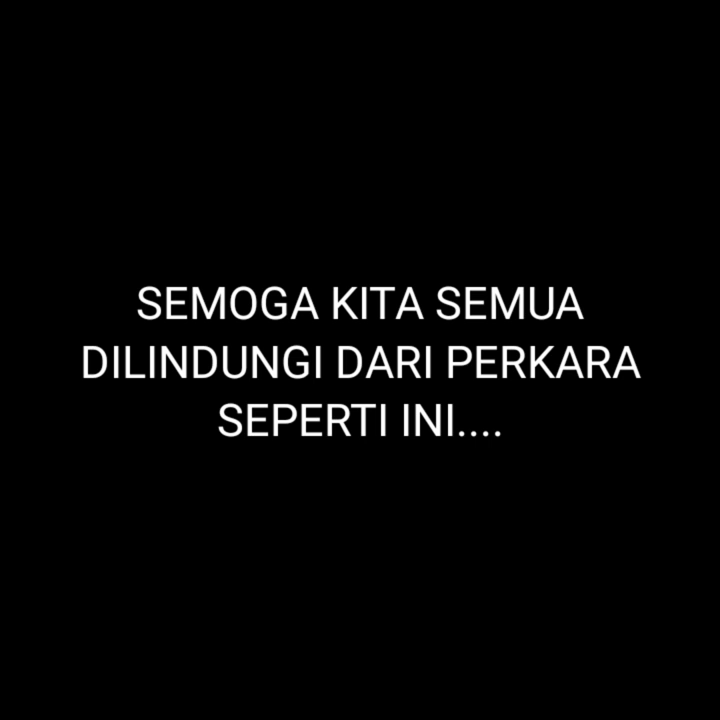 SEMOGA KITA SEMUA
DILINDUNGI DARI PERKARA
SEPERTI INI....